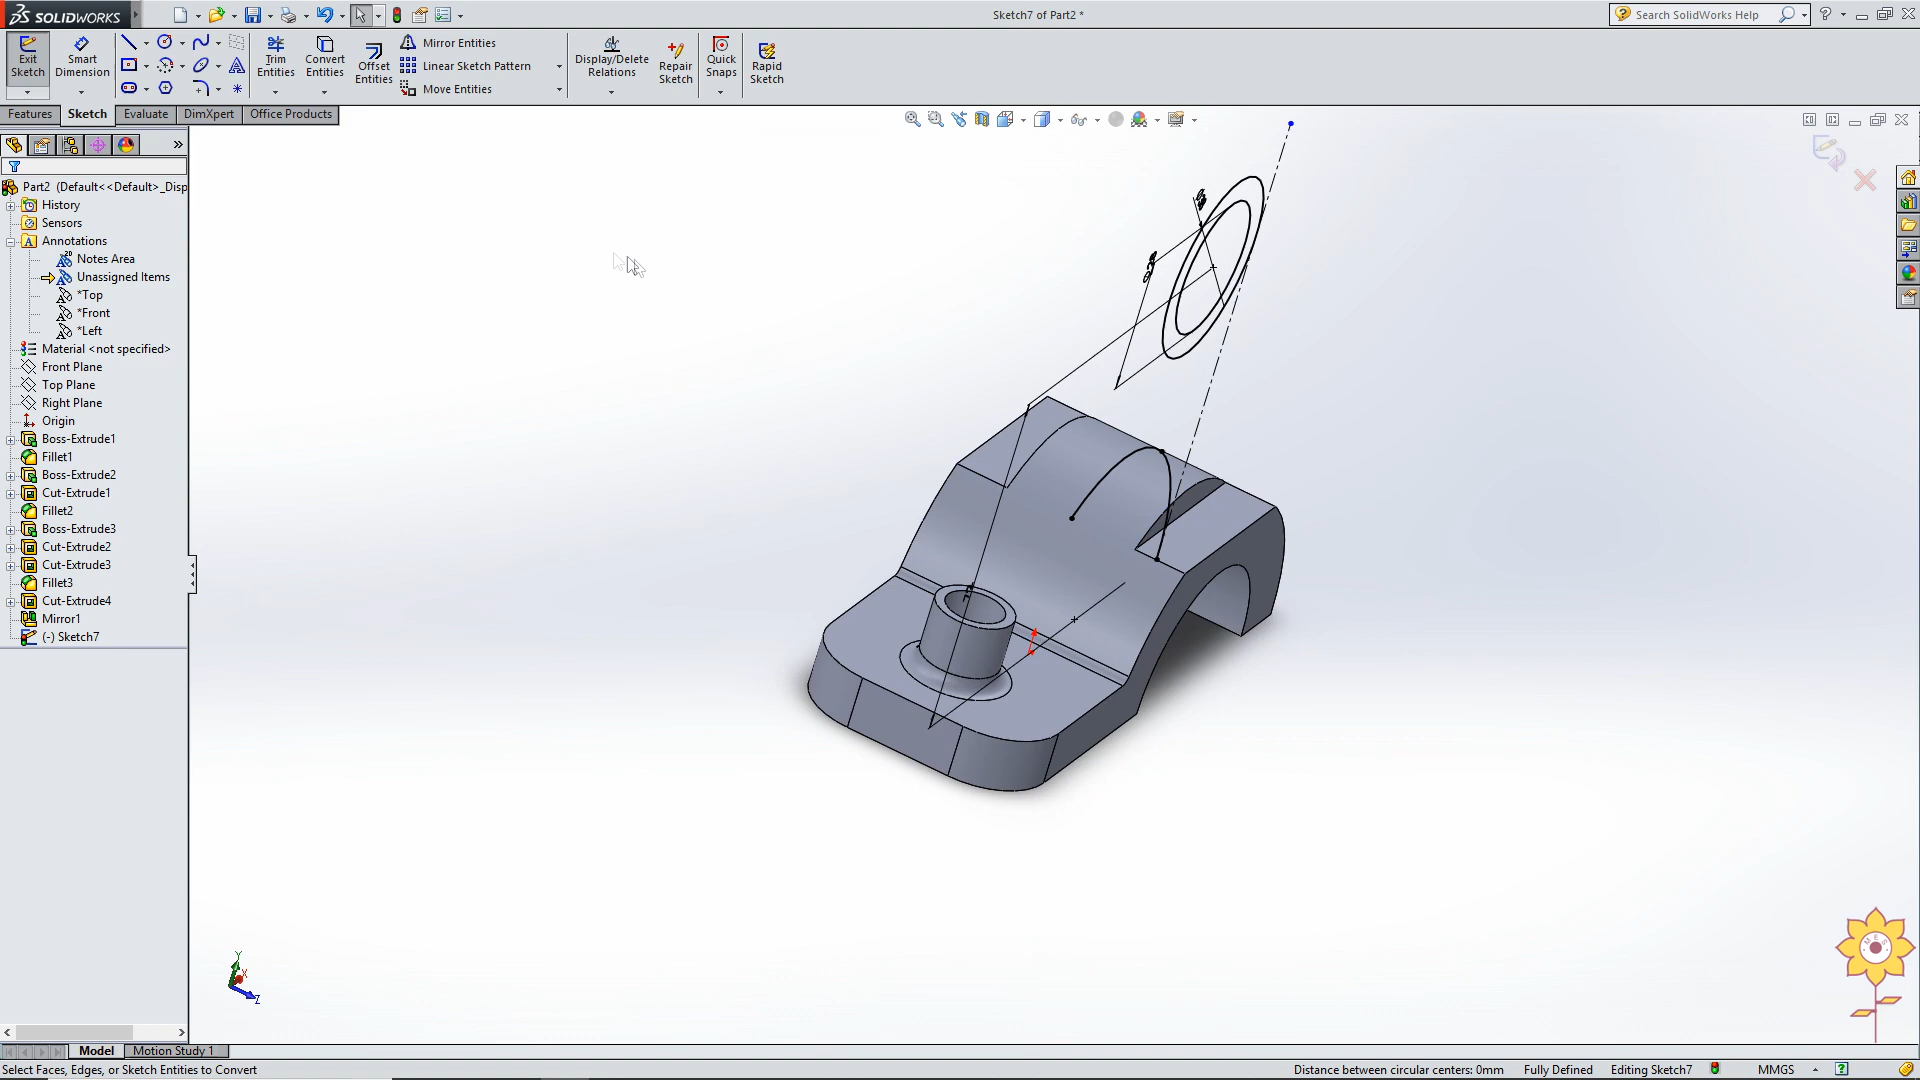 SOLIDWORKS
Sketch7 of Part2 *
Search SolidWorks Help
Exit Sketch
Smart Dimension
Trim Entities
Convert Entities
Offset Entities
Mirror Entities
Linear Sketch Pattern
Move Entities
Display/Delete Relations
Repair Sketch
Quick Snaps
Rapid Sketch
Features
Sketch
Evaluate
DimXpert
Office Products
Part2 (Default<<Default>_Disp
History
Sensors
Annotations
Notes Area
Unassigned Items
*Top
*Front
*Left
Material <not specified>
Front Plane
Top Plane
Right Plane
Origin
Boss-Extrude1
Fillet1
Boss-Extrude2
Cut-Extrude1
Fillet2
Boss-Extrude3
Cut-Extrude2
Cut-Extrude3
Fillet3
Cut-Extrude4
Mirror1
(-) Sketch7
Y
X
Z
M E S
Model
Motion Study 1
Select Faces, Edges, or Sketch Entities to Convert
Distance between circular centers: 0mm
Fully Defined
Editing Sketch7
MMGS